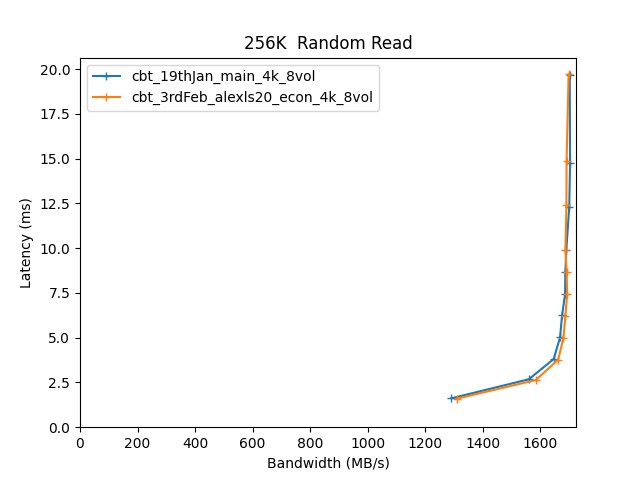 256K  Random Read
cbt_19thJan_main_4k_8vol
cbt_3rdFeb_alexls20_econ_4k_8vol
Latency (ms)
20.0
17.5
15.0
12.5
10.0
7.5
5.0
2.5
0.0
0 200 400 600 800 1000 1200 1400 1600
Bandwidth (MB/s)